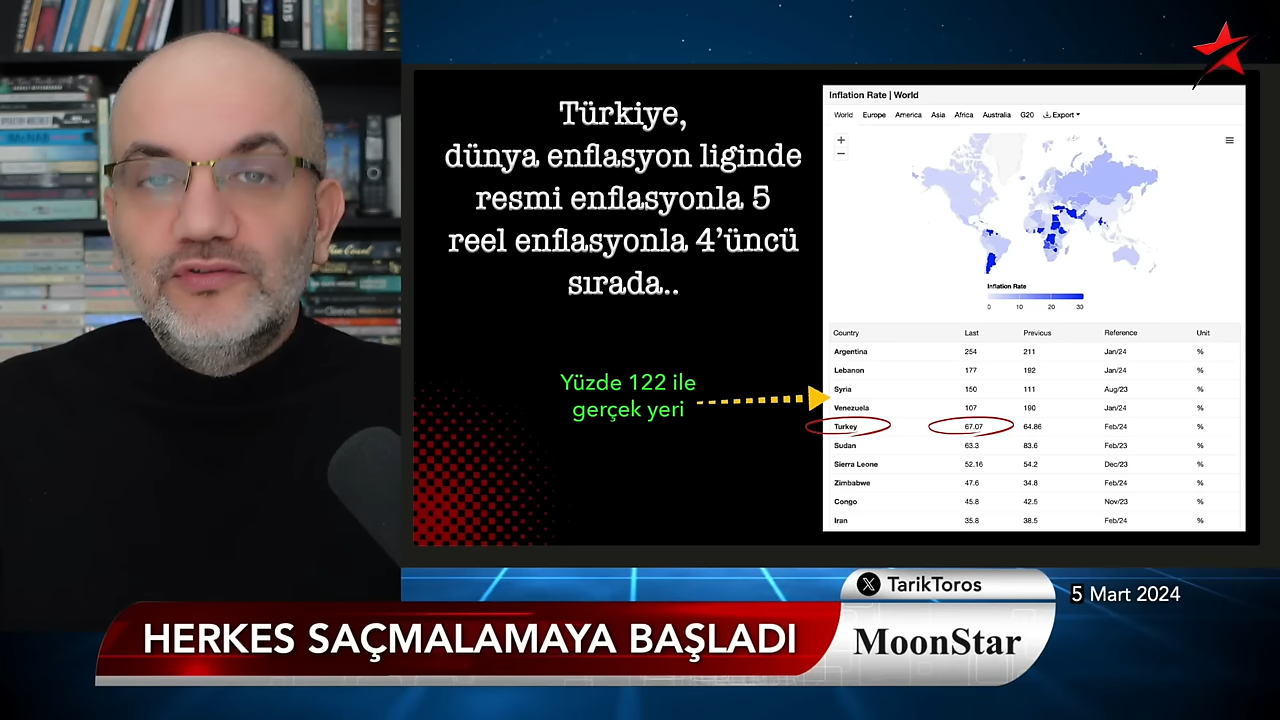 Türkiye,
dünya enflasyon liginde
resmi enflasyonla 5
reel enflasyonla 4’üncü
sırada..
Yüzde 122 ile
gerçek yeri
Inflation Rate | World
World Europe America Asia Africa Australia G20 Export
+
−
Inflation Rate
0 10 20 30
Country Last Previous Reference Unit
Argentina 254 211 Jan/24 %
Lebanon 177 192 Jan/24 %
Syria 150 111 Aug/23 %
Venezuela 107 190 Jan/24 %
Turkey 67.07 64.86 Feb/24 %
Sudan 63.3 83.6 Feb/23 %
Sierra Leone 52.16 54.2 Dec/23 %
Zimbabwe 47.6 34.8 Feb/24 %
Congo 45.8 42.5 Nov/23 %
Iran 35.8 38.5 Feb/24 %
X TarikToros
5 Mart 2024
HERKES SAÇMALAMAYA BAŞLADI
MoonStar